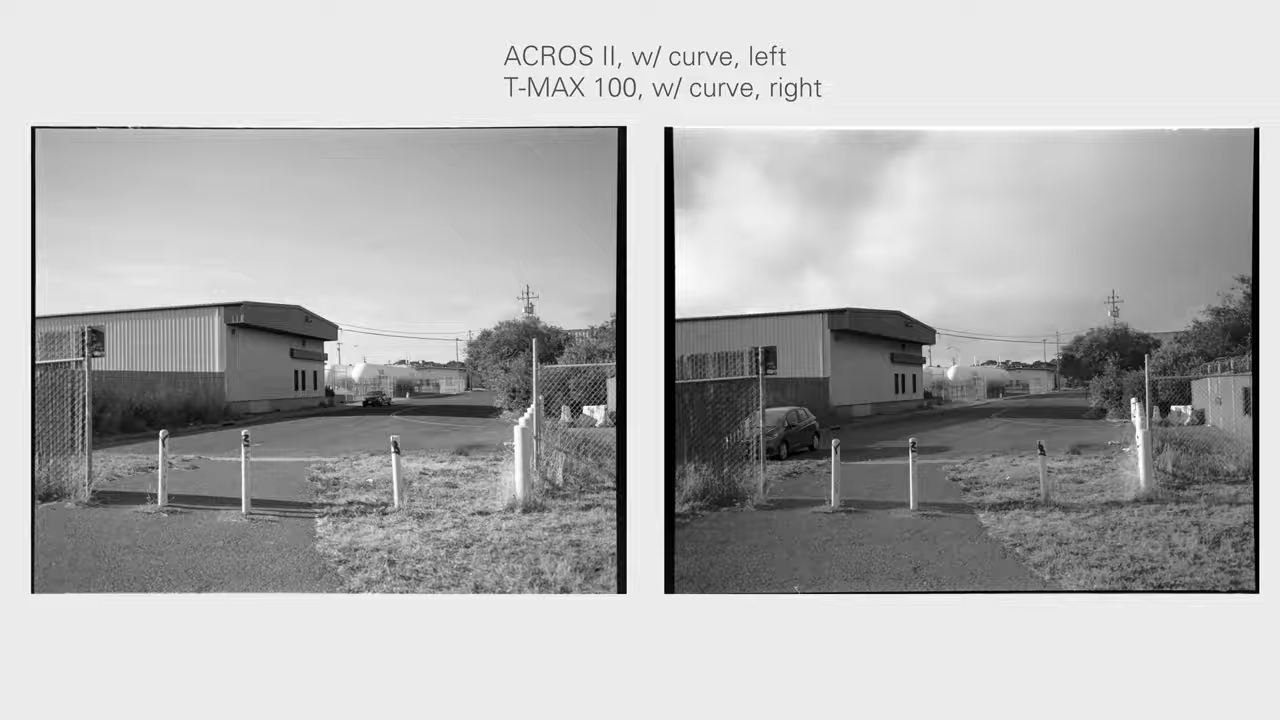 ACROS II, w/ curve, left
T-MAX 100, w/ curve, right